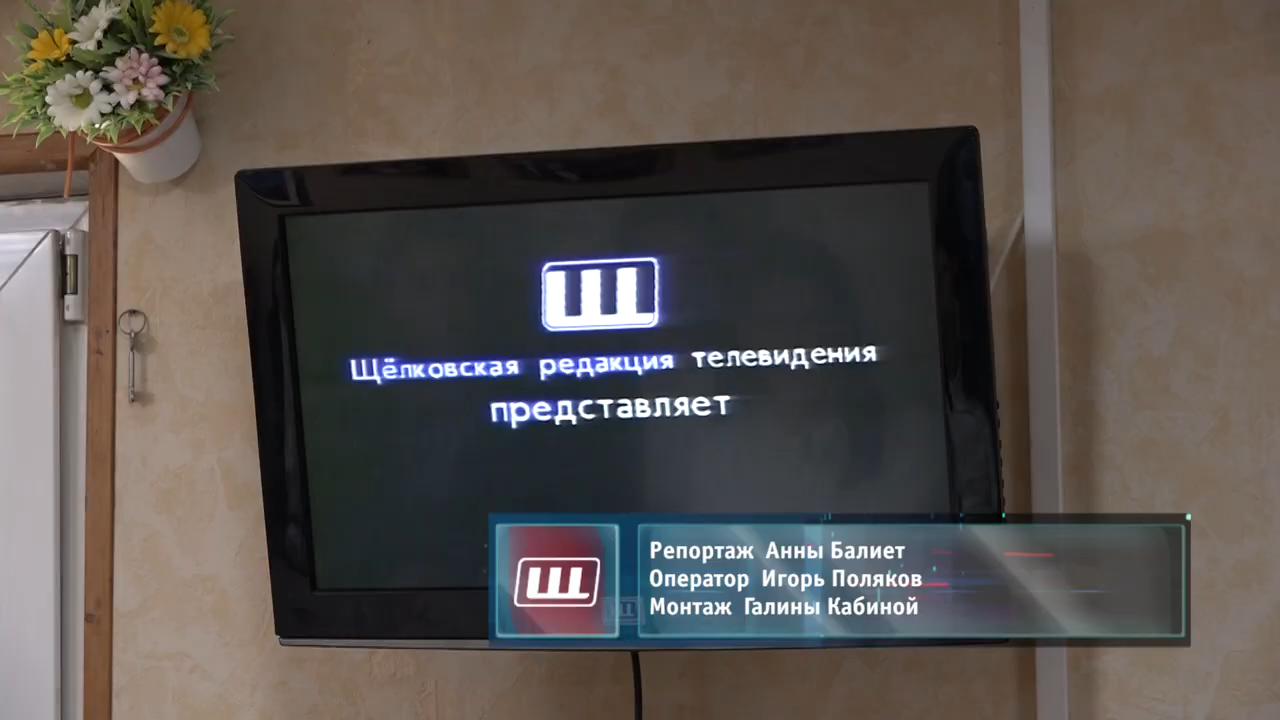 Ш
Щёлковская редакция телевидения
представляет
Ш
Репортаж Анны Балиет
Оператор Игорь Поляков
Монтаж Галины Кабиной